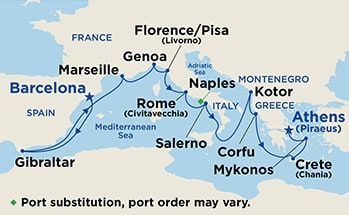 FRANCE
Florence/Pisa
(Livorno)
Genoa
Adriatic
Sea
Marseille
Naples
MONTENEGRO
Kotor
Barcelona
Rome
(Civitavecchia)
ITALY
GREECE
SPAIN
Athens
(Piraeus)
Mediterranean
Sea
Salerno
Gibraltar
Corfu
Mykonos
Crete
(Chania)
Port substitution, port order may vary.